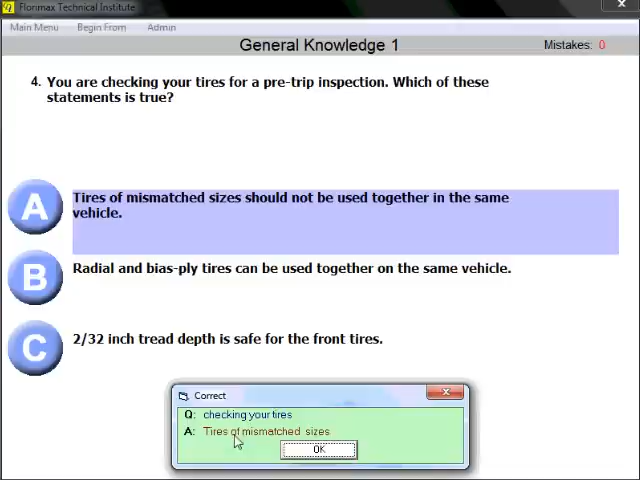 Florimax Technical Institute
Main Menu Begin From Admin
General Knowledge 1 Mistakes: 0
4. You are checking your tires for a pre-trip inspection. Which of these
statements is true?
A Tires of mismatched sizes should not be used together in the same
vehicle.
B Radial and bias-ply tires can be used together on the same vehicle.
C 2/32 inch tread depth is safe for the front tires.
Correct
Q: checking your tires
A: Tires of mismatched sizes
OK